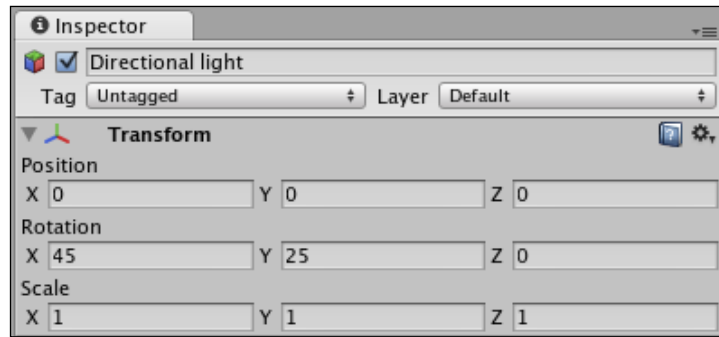 Inspector
Directional light
Tag Untagged Layer Default
Transform
Position
X 0 Y 0 Z 0
Rotation
X 45 Y 25 Z 0
Scale
X 1 Y 1 Z 1